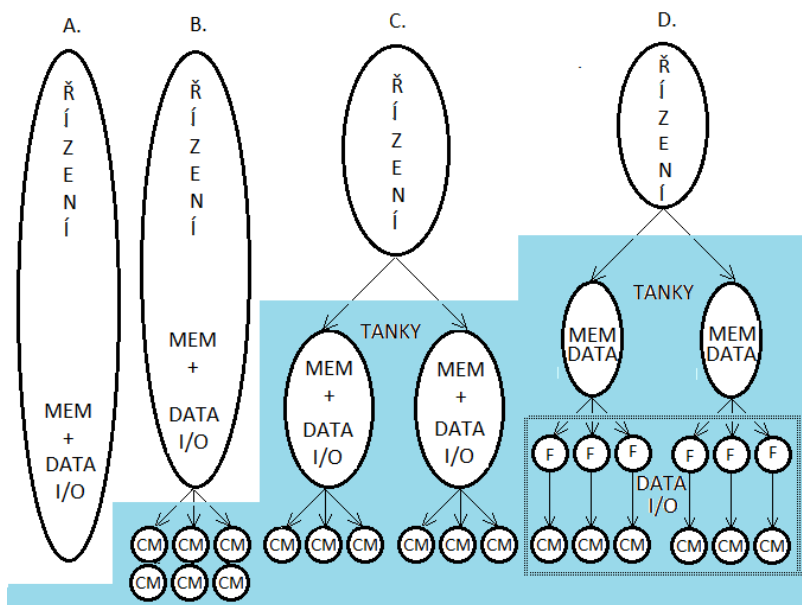 A.
B.
C.
D.
Ř
Í
Z
E
N
Í
MEM
+
DATA
I/O
Ř
Í
Z
E
N
Í
MEM
+
DATA
I/O
CM CM CM
CM CM CM
Ř
Í
Z
E
N
Í
TANKY
MEM
+
DATA
I/O
MEM
+
DATA
I/O
CM CM CM
CM CM CM
Ř
Í
Z
E
N
Í
TANKY
MEM
DATA
MEM
DATA
F F F
F F F
DATA
I/O
CM CM CM
CM CM CM